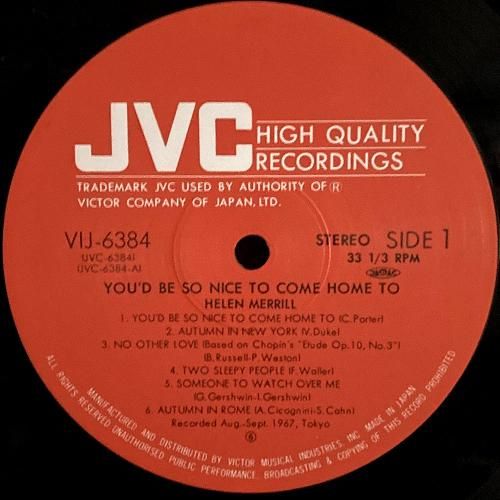 JVC
HIGH QUALITY
RECORDINGS
TRADEMARK JVC USED BY AUTHORITY OF ®
VICTOR COMPANY OF JAPAN, LTD.
VIJ-6384
(JVC-6384)
(JVC-6384-A)
STEREO SIDE 1
33 1/3 RPM
YOU'D BE SO NICE TO COME HOME TO
HELEN MERRILL
1. YOU'D BE SO NICE TO COME HOME TO (C. Porter)
2. AUTUMN IN NEW YORK (V. Duke)
3. NO OTHER LOVE (Based on Chopin's "Etude Op.10, No.3")
(B. Russell-P. Weston)
4. TWO SLEEPY PEOPLE (F. Waller)
5. SOMEONE TO WATCH OVER ME
(G. Gershwin-I. Gershwin)
6. AUTUMN IN ROME (A. Cicognini-S. Cahn)
Recorded Aug.-Sept. 1967, Tokyo
6
MANUFACTURED AND DISTRIBUTED BY VICTOR MUSICAL INDUSTRIES, INC. MADE IN JAPAN
ALL RIGHTS RESERVED UNAUTHORISED PUBLIC PERFORMANCE, BROADCASTING & COPYING OF THIS RECORD PROHIBITED